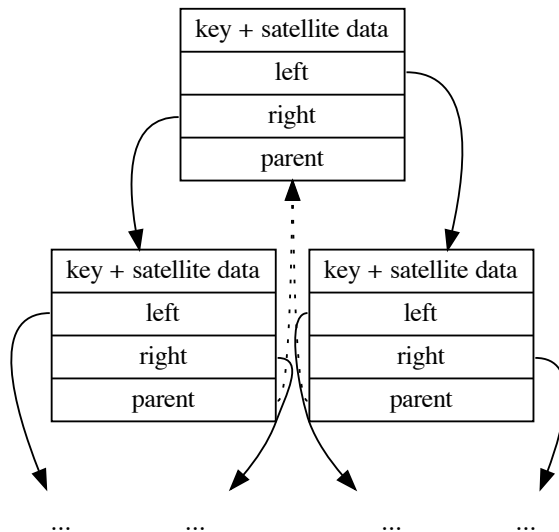 key + satellite data
left
right
parent
key + satellite data
left
right
parent
key + satellite data
left
right
parent
... ... ... ...